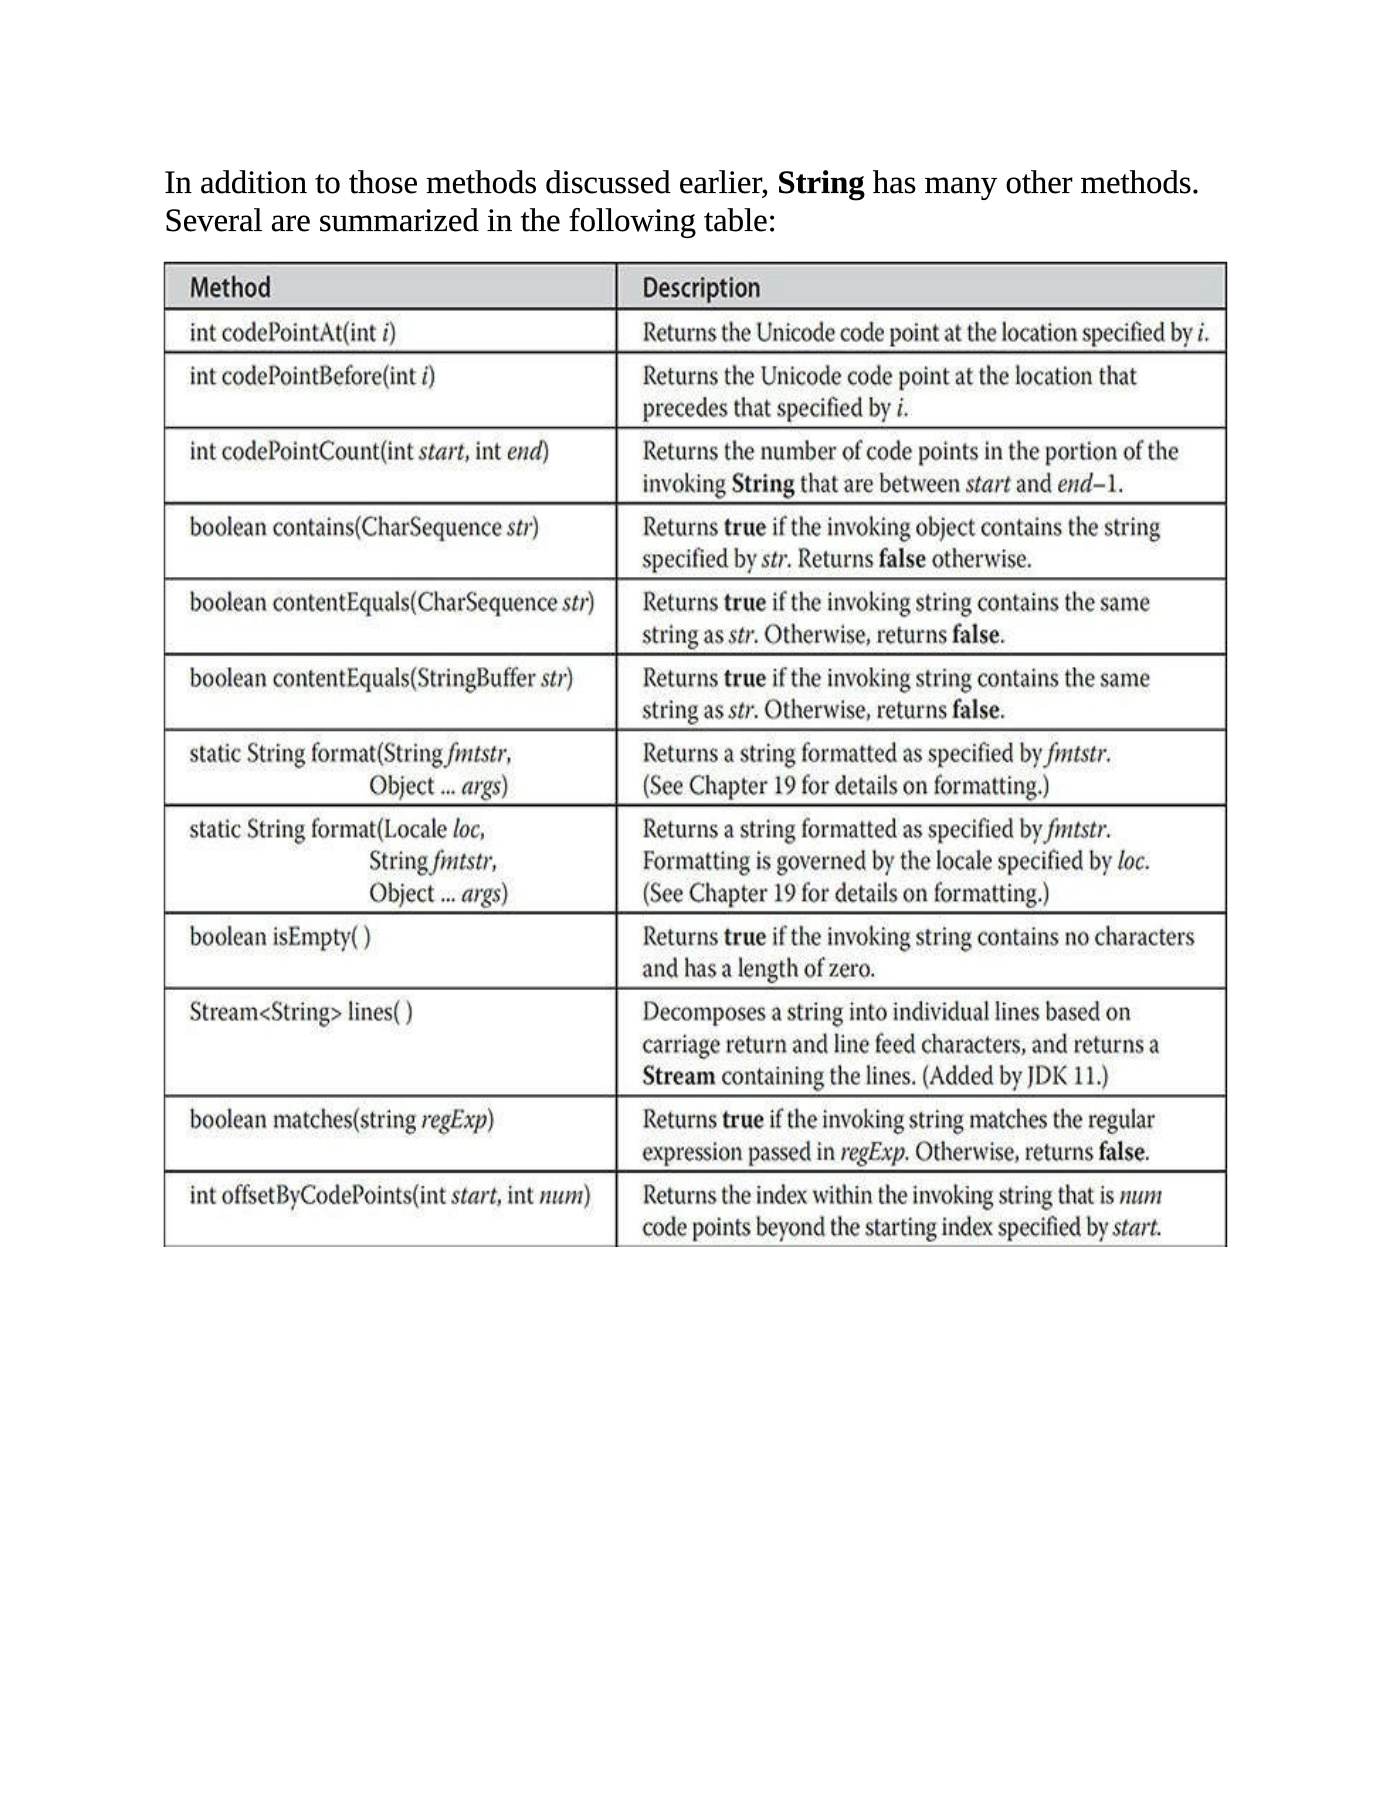 In addition to those methods discussed earlier, String has many other methods.
Several are summarized in the following table:
Method Description
int codePointAt(int i) Returns the Unicode code point at the location specified by i.
int codePointBefore(int i) Returns the Unicode code point at the location that
precedes that specified by i.
int codePointCount(int start, int end) Returns the number of code points in the portion of the
invoking String that are between start and end–1.
boolean contains(CharSequence str) Returns true if the invoking object contains the string
specified by str. Returns false otherwise.
boolean contentEquals(CharSequence str) Returns true if the invoking string contains the same
string as str. Otherwise, returns false.
boolean contentEquals(StringBuffer str) Returns true if the invoking string contains the same
string as str. Otherwise, returns false.
static String format(String fmtstr, Returns a string formatted as specified by fmtstr.
Object ... args) (See Chapter 19 for details on formatting.)
static String format(Locale loc, Returns a string formatted as specified by fmtstr.
String fmtstr, Formatting is governed by the locale specified by loc.
Object ... args) (See Chapter 19 for details on formatting.)
boolean isEmpty( ) Returns true if the invoking string contains no characters
and has a length of zero.
Stream<String> lines( ) Decomposes a string into individual lines based on
carriage return and line feed characters, and returns a
Stream containing the lines. (Added by JDK 11.)
boolean matches(string regExp) Returns true if the invoking string matches the regular
expression passed in regExp. Otherwise, returns false.
int offsetByCodePoints(int start, int num) Returns the index within the invoking string that is num
code points beyond the starting index specified by start.